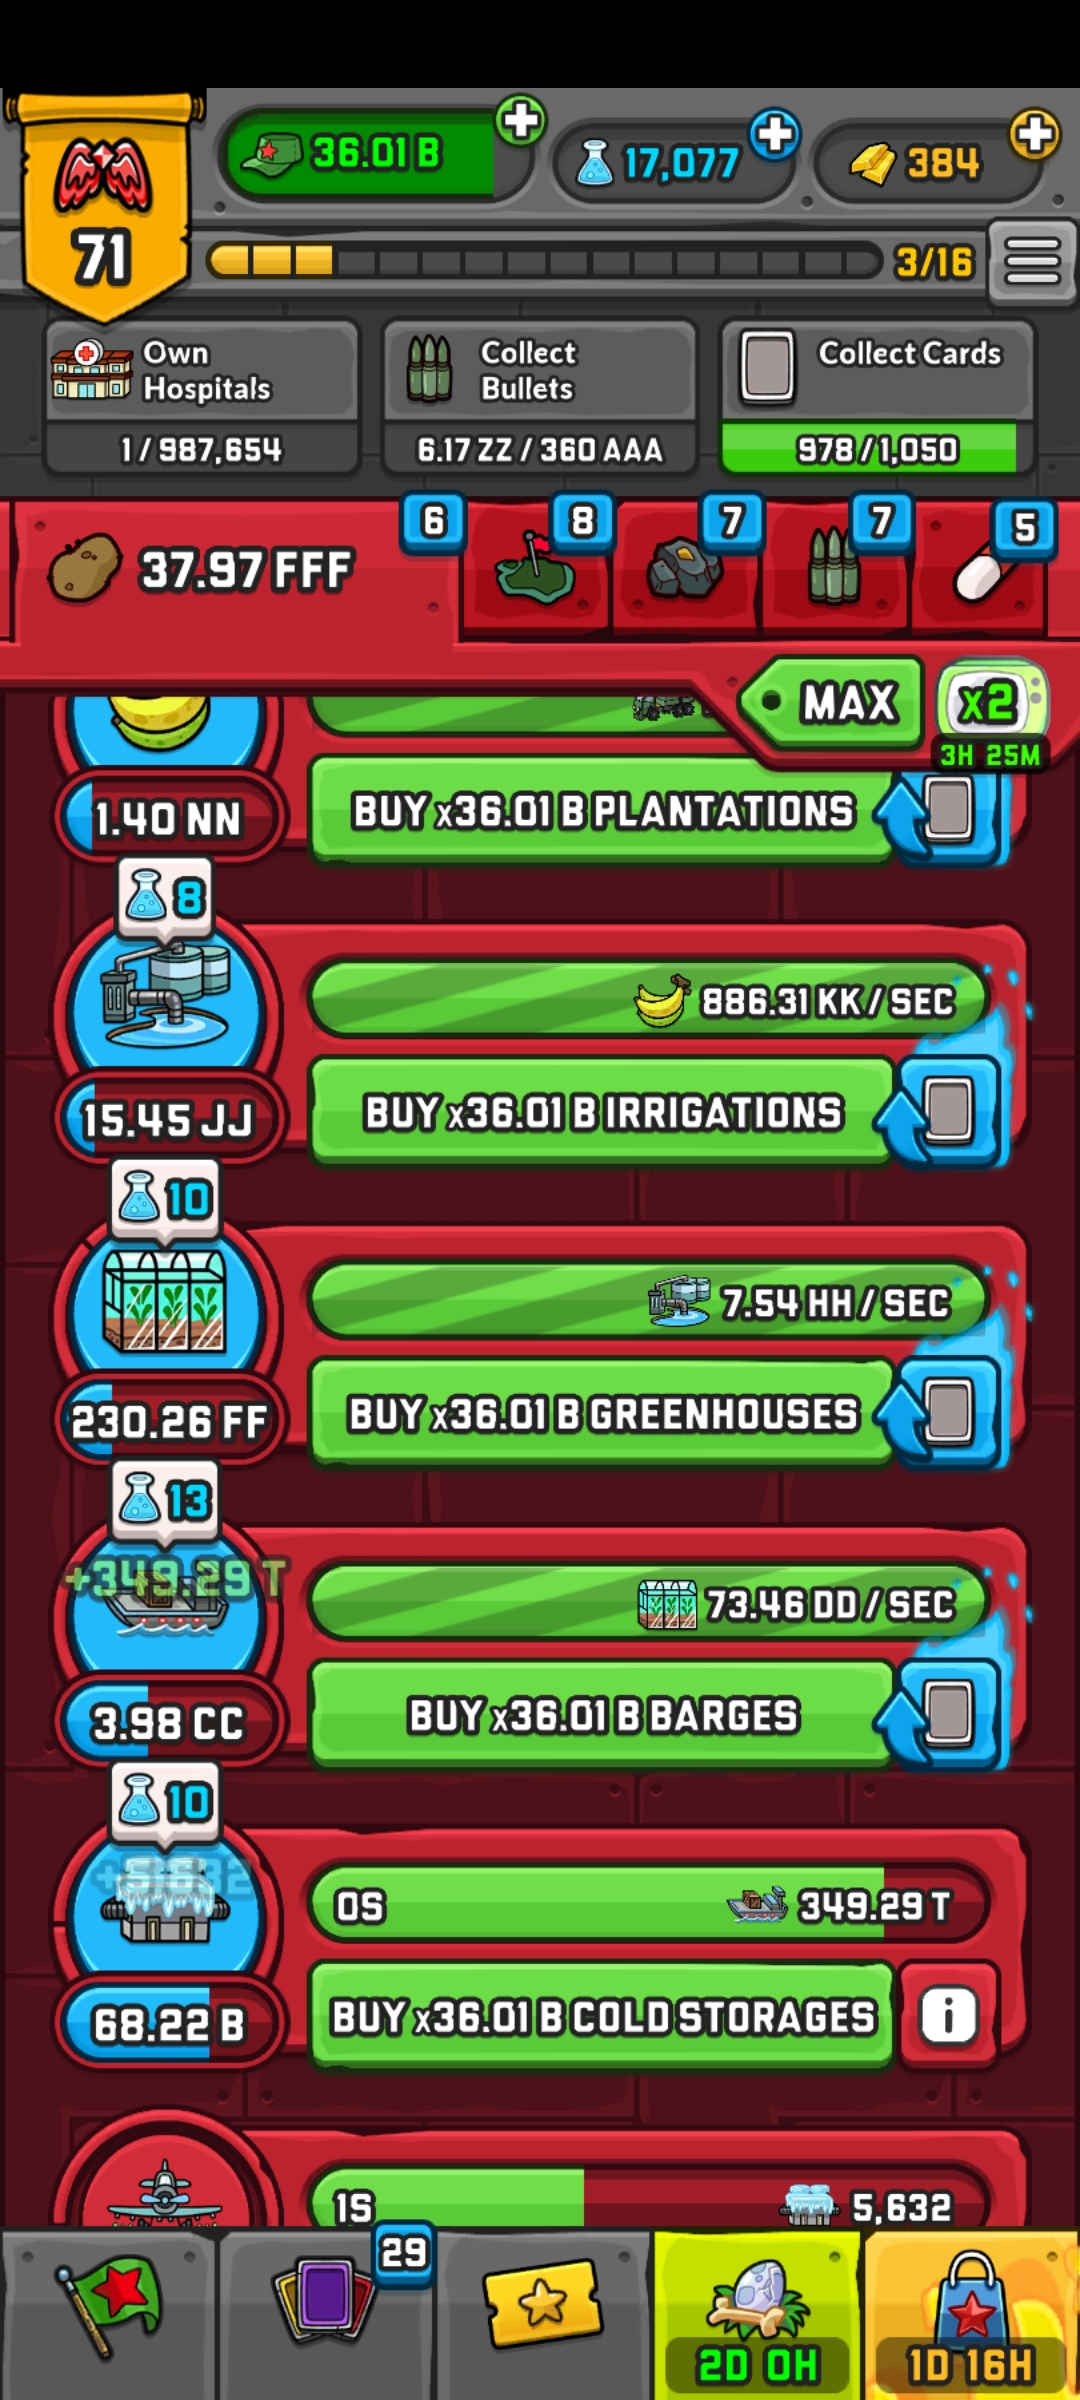 36.01 B
17,077
384
71
3/16
Own
Hospitals
1 / 987,654
Collect
Bullets
6.17 ZZ / 360 AAA
Collect Cards
978 / 1,050
37.97 FFF
6
8
7
7
5
MAX
x2
3H 25M
1.40 NN
BUY x36.01 B PLANTATIONS
8
886.31 KK / SEC
15.45 JJ
BUY x36.01 B IRRIGATIONS
10
7.54 HH / SEC
230.26 FF
BUY x36.01 B GREENHOUSES
13
+349.29 T
73.46 DD / SEC
3.98 CC
BUY x36.01 B BARGES
10
+5,632
0S
349.29 T
68.22 B
BUY x36.01 B COLD STORAGES
i
1S
5,632
29
2D 0H
1D 16H